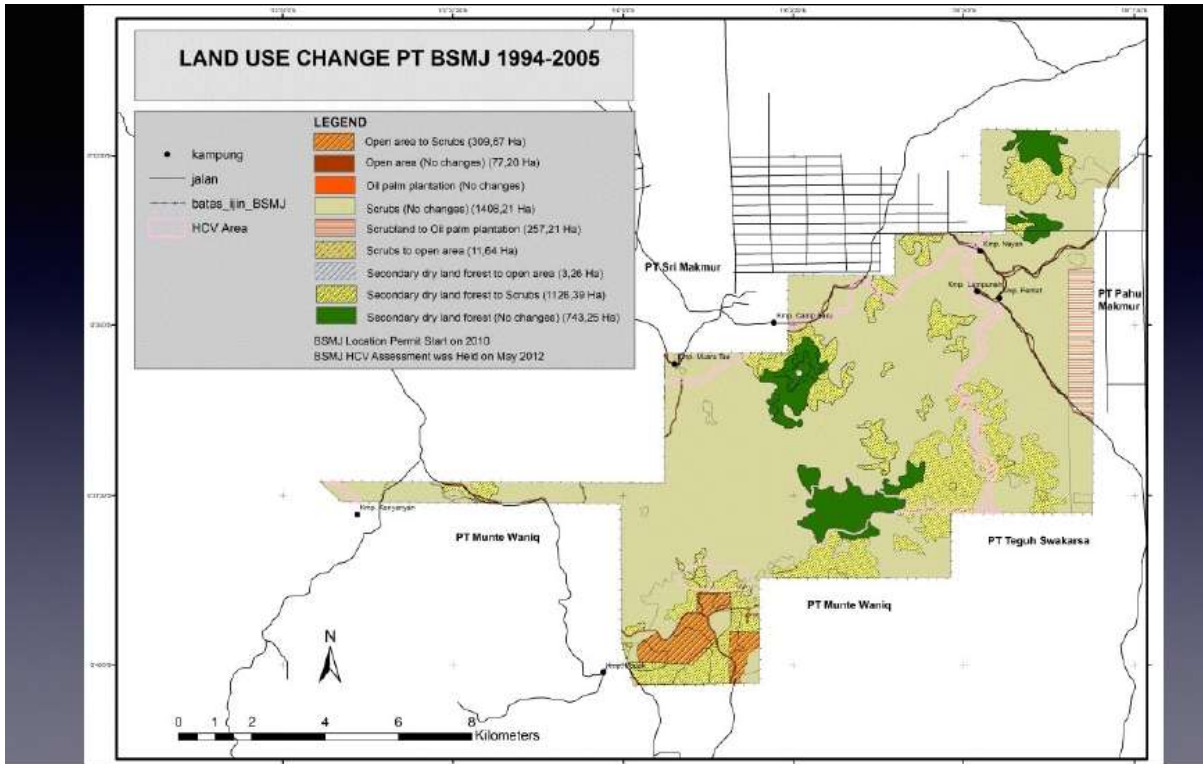 LAND USE CHANGE PT BSMJ 1994-2005
LEGEND
kampung
jalan
batas_ijin_BSMJ
HCV Area
Open area to Scrubs (309,67 Ha)
Open area (No changes) (77,20 Ha)
Oil palm plantation (No changes)
Scrubs (No changes) (1408,21 Ha)
Scrubland to Oil palm plantation (257,21 Ha)
Scrubs to open area (11,64 Ha)
Secondary dry land forest to open area (3,26 Ha)
Secondary dry land forest to Scrubs (1126,39 Ha)
Secondary dry land forest (No changes) (743,25 Ha)
BSMJ Location Permit Start on 2010
BSMJ HCV Assessment was Held on May 2012
PT Sri Makmur
Kmp. Nayan
PT Pahu
Makmur
Kmp. Muara Tae
Kmp. Kenyanyan
PT Munte Waniq
PT Teguh Swakarsa
PT Munte Waniq
N
0 1 2 4 6 8
Kilometers